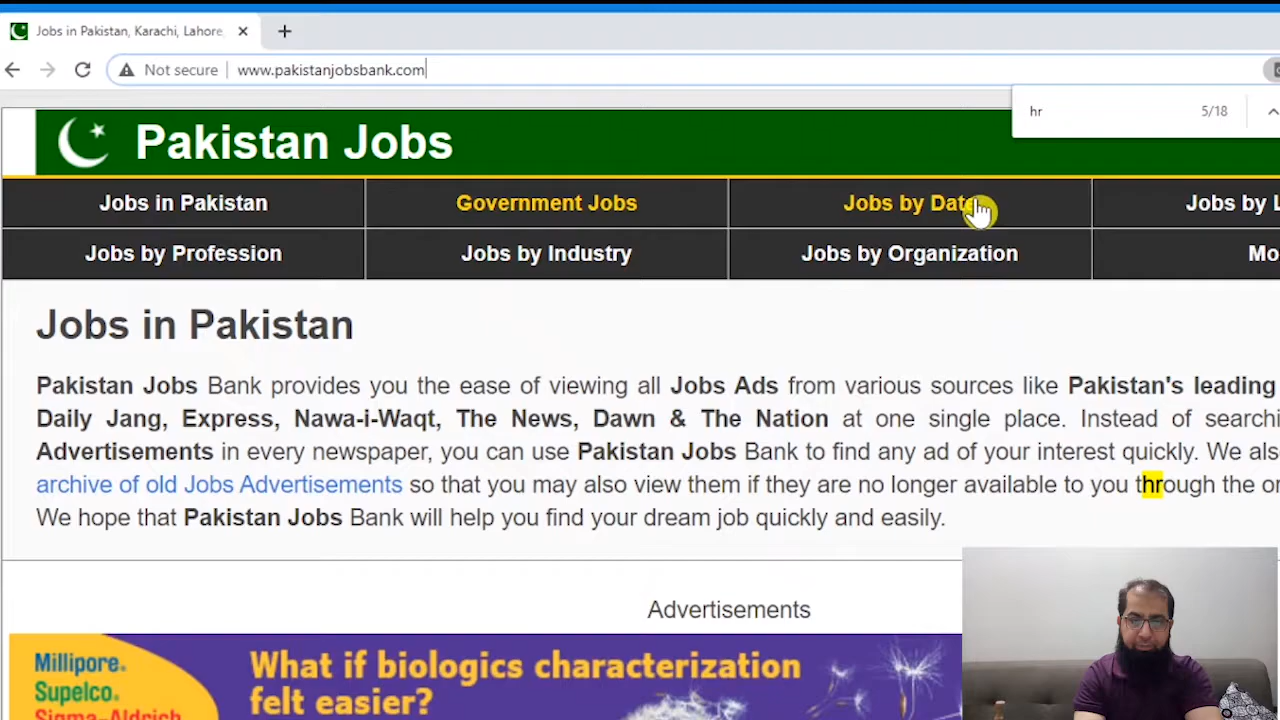 Jobs in Pakistan, Karachi, Lahore,
Not secure www.pakistanjobsbank.com
hr 5/18
Pakistan Jobs
Jobs in Pakistan Government Jobs Jobs by Date Jobs by L
Jobs by Profession Jobs by Industry Jobs by Organization Mo
Jobs in Pakistan
Pakistan Jobs Bank provides you the ease of viewing all Jobs Ads from various sources like Pakistan's leading
Daily Jang, Express, Nawa-i-Waqt, The News, Dawn & The Nation at one single place. Instead of searchi
Advertisements in every newspaper, you can use Pakistan Jobs Bank to find any ad of your interest quickly. We als
archive of old Jobs Advertisements so that you may also view them if they are no longer available to you through the or
We hope that Pakistan Jobs Bank will help you find your dream job quickly and easily.
Advertisements
Millipore.
Supelco.
Sigma-Aldrich
What if biologics characterization
felt easier?